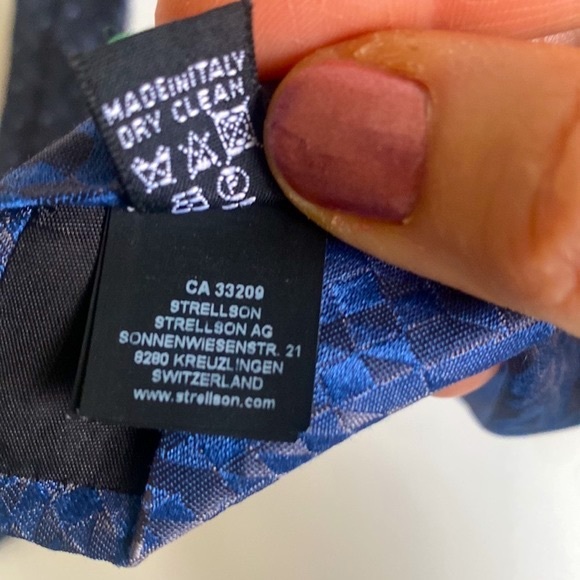 MADE IN ITALY
DRY CLEAN
P
CA 33209
STRELLSON
STRELLSON AG
SONNENWIESENSTR. 21
8280 KREUZLINGEN
SWITZERLAND
www.strellson.com